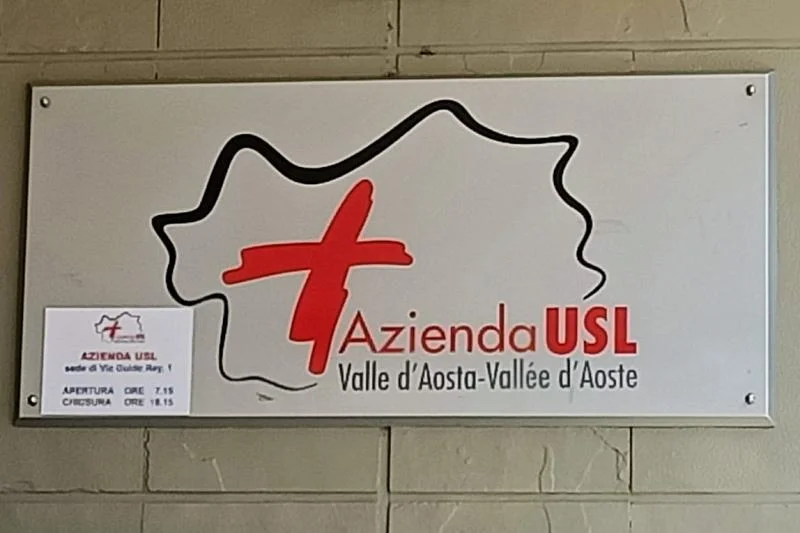 Azienda USL
Valle d'Aosta-Vallée d'Aoste
AZIENDA USL
sede di Via Guido Rey, 1
APERTURA ORE 7.15
CHIUSURA ORE 18.15